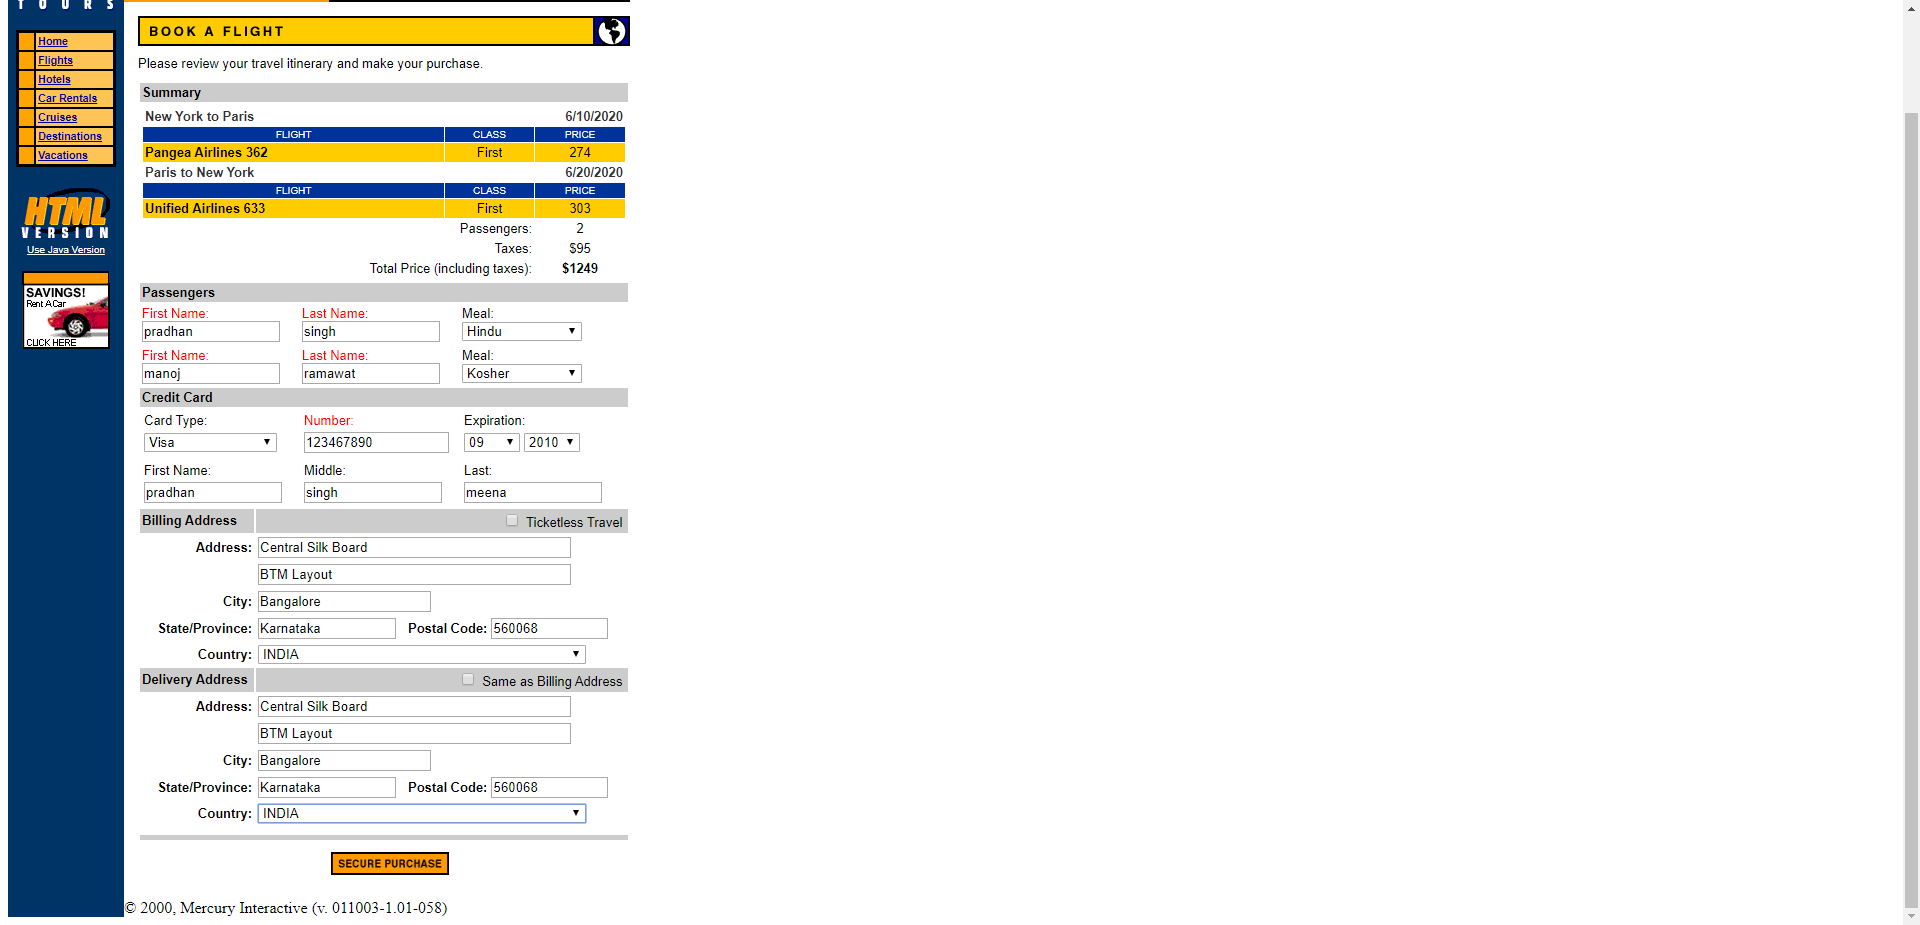 TOURS
Home
Flights
Hotels
Car Rentals
Cruises
Destinations
Vacations
HTML
VERSION
Use Java Version
SAVINGS!
Rent A Car
CLICK HERE
BOOK A FLIGHT
Please review your travel itinerary and make your purchase.
Summary
New York to Paris 6/10/2020
FLIGHT CLASS PRICE
Pangea Airlines 362 First 274
Paris to New York 6/20/2020
FLIGHT CLASS PRICE
Unified Airlines 633 First 303
Passengers: 2
Taxes: $95
Total Price (including taxes): $1249
Passengers
First Name: Last Name: Meal:
pradhan singh Hindu
First Name: Last Name: Meal:
manoj ramawat Kosher
Credit Card
Card Type: Number: Expiration:
Visa 123467890 09 2010
First Name: Middle: Last:
pradhan singh meena
Billing Address Ticketless Travel
Address: Central Silk Board
BTM Layout
City: Bangalore
State/Province: Karnataka Postal Code: 560068
Country: INDIA
Delivery Address Same as Billing Address
Address: Central Silk Board
BTM Layout
City: Bangalore
State/Province: Karnataka Postal Code: 560068
Country: INDIA
SECURE PURCHASE
© 2000, Mercury Interactive (v. 011003-1.01-058)